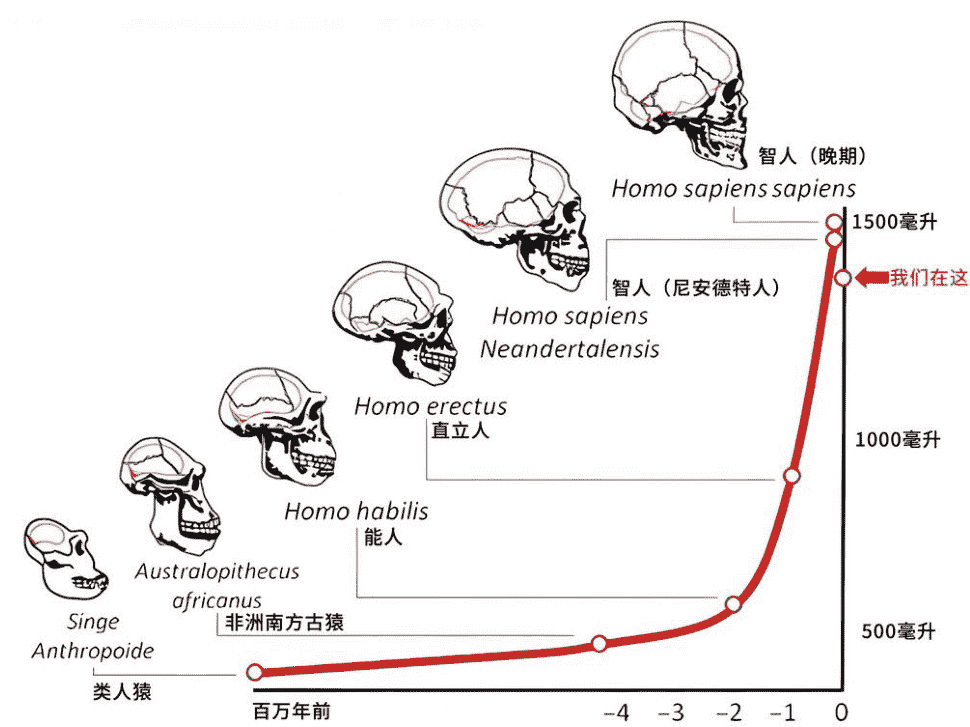 智人（晚期）
Homo sapiens sapiens
1500毫升
我们在这
智人（尼安德特人）
Homo sapiens
Neandertalensis
Homo erectus
直立人
1000毫升
Homo habilis
能人
Australopithecus
africanus
非洲南方古猿
500毫升
Singe
Anthropoide
类人猿
百万年前
–4
–3
–2
–1
0